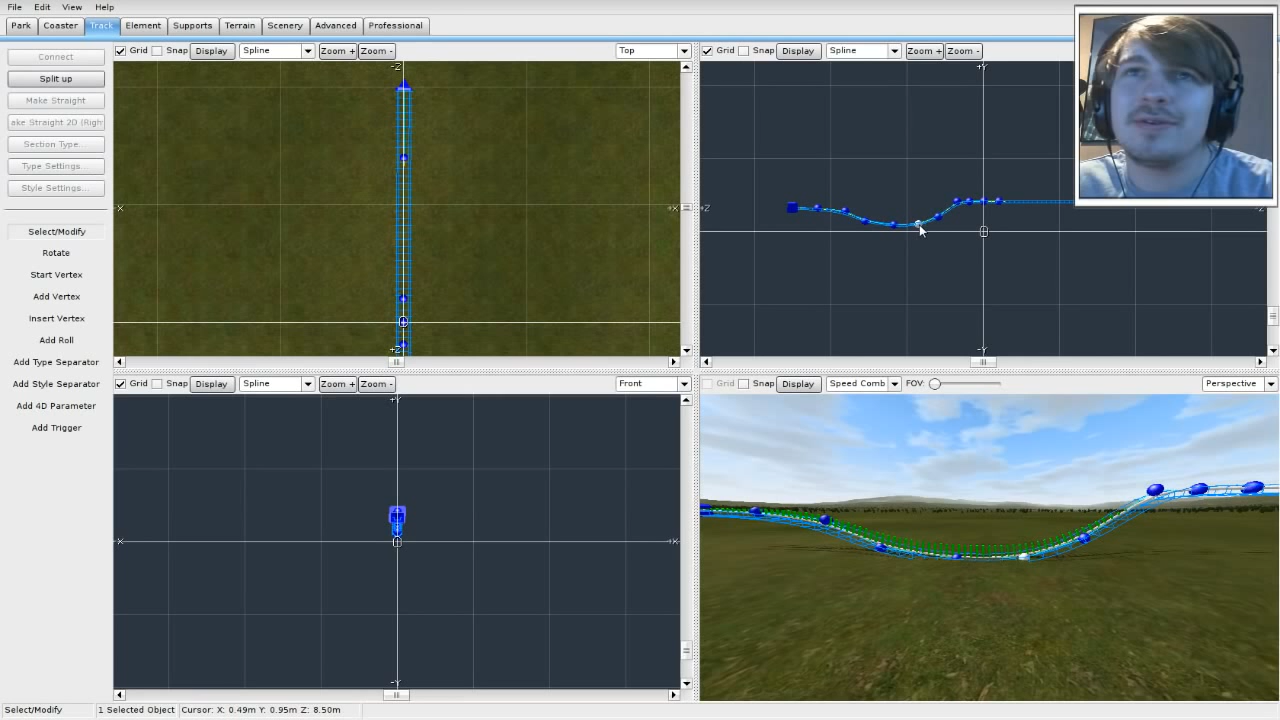 File Edit View Help
Park Coaster Track Element Supports Terrain Scenery Advanced Professional
Connect
Split up
Make Straight
ake Straight 2D (Righ
Section Type...
Type Settings...
Style Settings...
Select/Modify
Rotate
Start Vertex
Add Vertex
Insert Vertex
Add Roll
Add Type Separator
Add Style Separator
Add 4D Parameter
Add Trigger
Grid Snap Display Spline Zoom + Zoom - Top
-Z
-X +X
+Z
Grid Snap Display Spline Zoom + Zoom -
+Y
+Z
-Y
Grid Snap Display Spline Zoom + Zoom - Front
+Y
-X +X
-Y
Grid Snap Display Speed Comb FOV: Perspective
Select/Modify 1 Selected Object Cursor: X: 0.49m Y: 0.95m Z: 8.50m